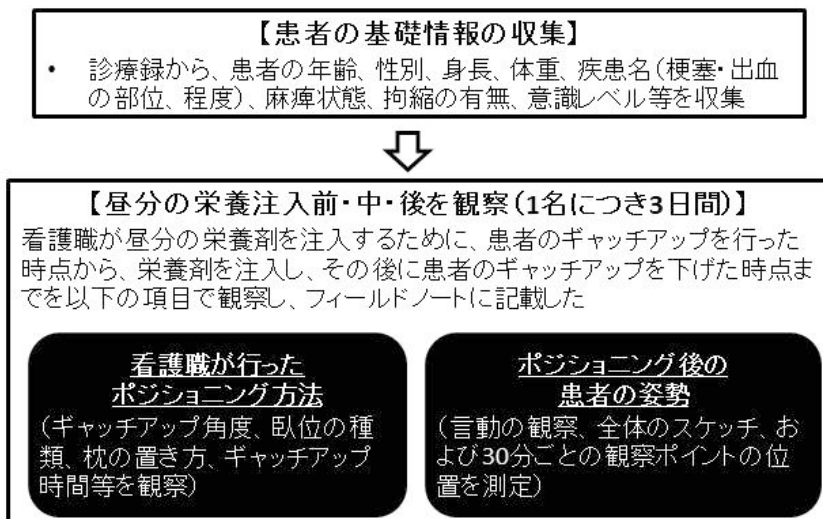 【患者の基礎情報の収集】
• 診療録から、患者の年齢、性別、身長、体重、疾患名（梗塞・出血
の部位、程度）、麻痺状態、拘縮の有無、意識レベル等を収集
【昼分の栄養注入前・中・後を観察（1名につき3日間）】
看護職が昼分の栄養剤を注入するために、患者のギャッチアップを行った
時点から、栄養剤を注入し、その後に患者のギャッチアップを下げた時点ま
でを以下の項目で観察し、フィールドノートに記載した
看護職が行った
ポジショニング方法
（ギャッチアップ角度、臥位の種
類、枕の置き方、ギャッチアップ
時間等を観察）
ポジショニング後の
患者の姿勢
（言動の観察、全体のスケッチ、お
よび30分ごとの観察ポイントの位
置を測定）